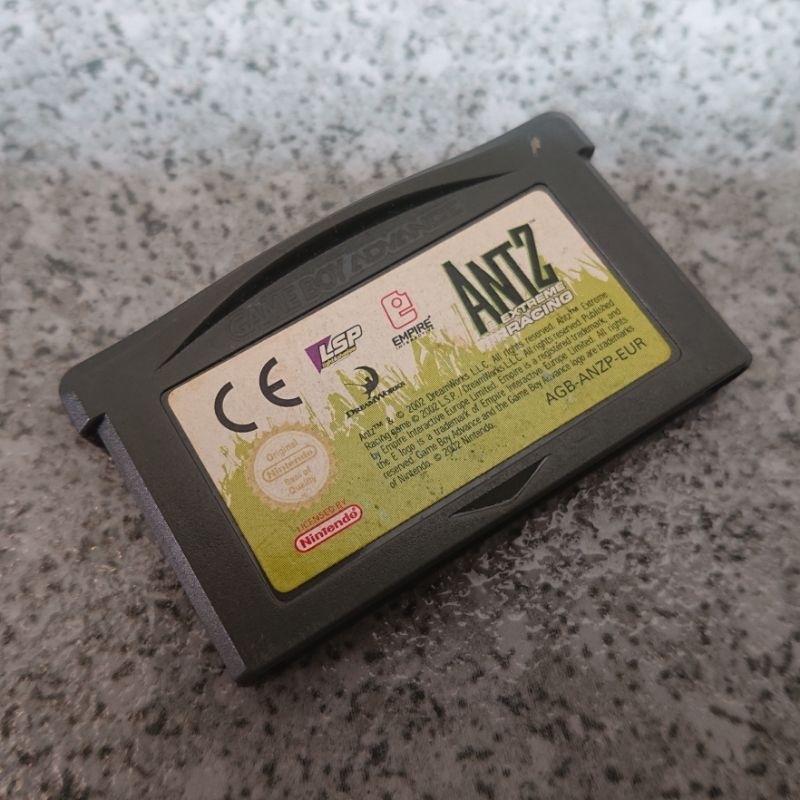 GAME BOY ADVANCE
ANTZ™
EXTREME
RACING
LSP
EMPIRE
INTERACTIVE
DREAMWORKS
CE
Antz™ & © 2002 DreamWorks L.L.C. All rights reserved. Antz™ Extreme
Racing game © 2002 L.S.P. / DreamWorks L.L.C. All rights reserved. Published
by Empire Interactive Europe Limited. Empire is a registered trademark, and
the E logo is a trademark of Empire Interactive Europe Limited. All rights
reserved. Game Boy Advance and the Game Boy Advance logo are trademarks
of Nintendo. © 2002 Nintendo.
AGB-ANZP-EUR
Original
Nintendo
Seal of
Quality
LICENSED BY
Nintendo